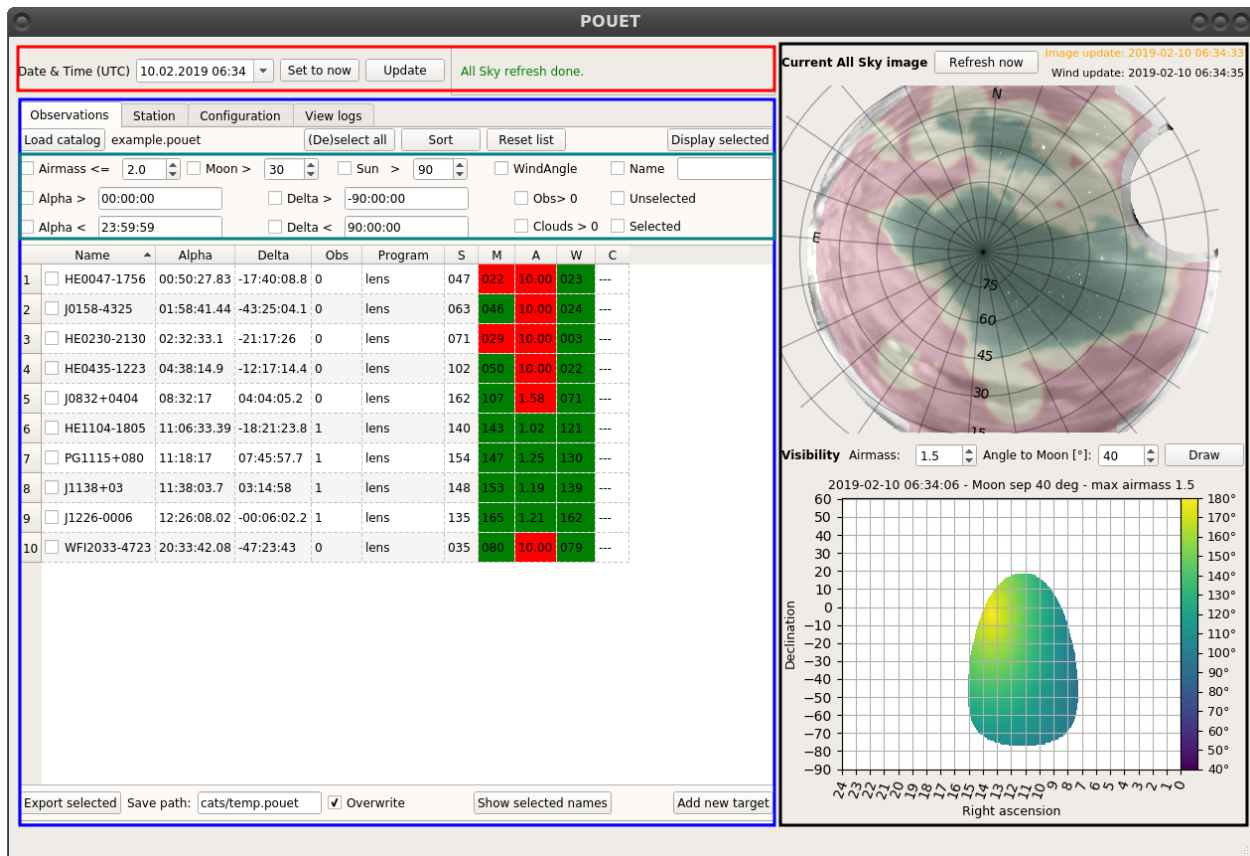 POUET
Date & Time (UTC) 10.02.2019 06:34 Set to now Update All Sky refresh done.
Observations Station Configuration View logs
Load catalog example.pouet (De)select all Sort Reset list Display selected
Airmass <= 2.0 Moon > 30 Sun > 90 WindAngle Name
Alpha > 00:00:00 Delta > -90:00:00 Obs> 0 Unselected
Alpha < 23:59:59 Delta < 90:00:00 Clouds > 0 Selected
Name Alpha Delta Obs Program S M A W C
1 HE0047-1756 00:50:27.83 -17:40:08.8 0 lens 047 022 10.00 023 ---
2 J0158-4325 01:58:41.44 -43:25:04.1 0 lens 063 046 10.00 024 ---
3 HE0230-2130 02:32:33.1 -21:17:26 0 lens 071 029 10.00 003 ---
4 HE0435-1223 04:38:14.9 -12:17:14.4 0 lens 102 050 10.00 022 ---
5 J0832+0404 08:32:17 04:04:05.2 0 lens 162 107 1.58 071 ---
6 HE1104-1805 11:06:33.39 -18:21:23.8 1 lens 140 143 1.02 121 ---
7 PG1115+080 11:18:17 07:45:57.7 1 lens 154 147 1.25 130 ---
8 J1138+03 11:38:03.7 03:14:58 1 lens 148 153 1.19 139 ---
9 J1226-0006 12:26:08.02 -00:06:02.2 1 lens 135 165 1.21 162 ---
10 WFI2033-4723 20:33:42.08 -47:23:43 0 lens 035 080 10.00 079 ---
Export selected Save path: cats/temp.pouet Overwrite Show selected names Add new target
Current All Sky image Refresh now Image update: 2019-02-10 06:34:33
Wind update: 2019-02-10 06:34:35
N
E
75
60
45
30
15
Visibility Airmass: 1.5 Angle to Moon [°]: 40 Draw
2019-02-10 06:34:06 - Moon sep 40 deg - max airmass 1.5
60 180°
50 170°
40 160°
30 150°
20 140°
10 130°
0 120°
−10 110°
−20 100°
−30 90°
−40 80°
−50 70°
−60 60°
−70 50°
−80 40°
−90
Declination
24 23 22 21 20 19 18 17 16 15 14 13 12 11 10 9 8 7 6 5 4 3 2 1 0
Right ascension